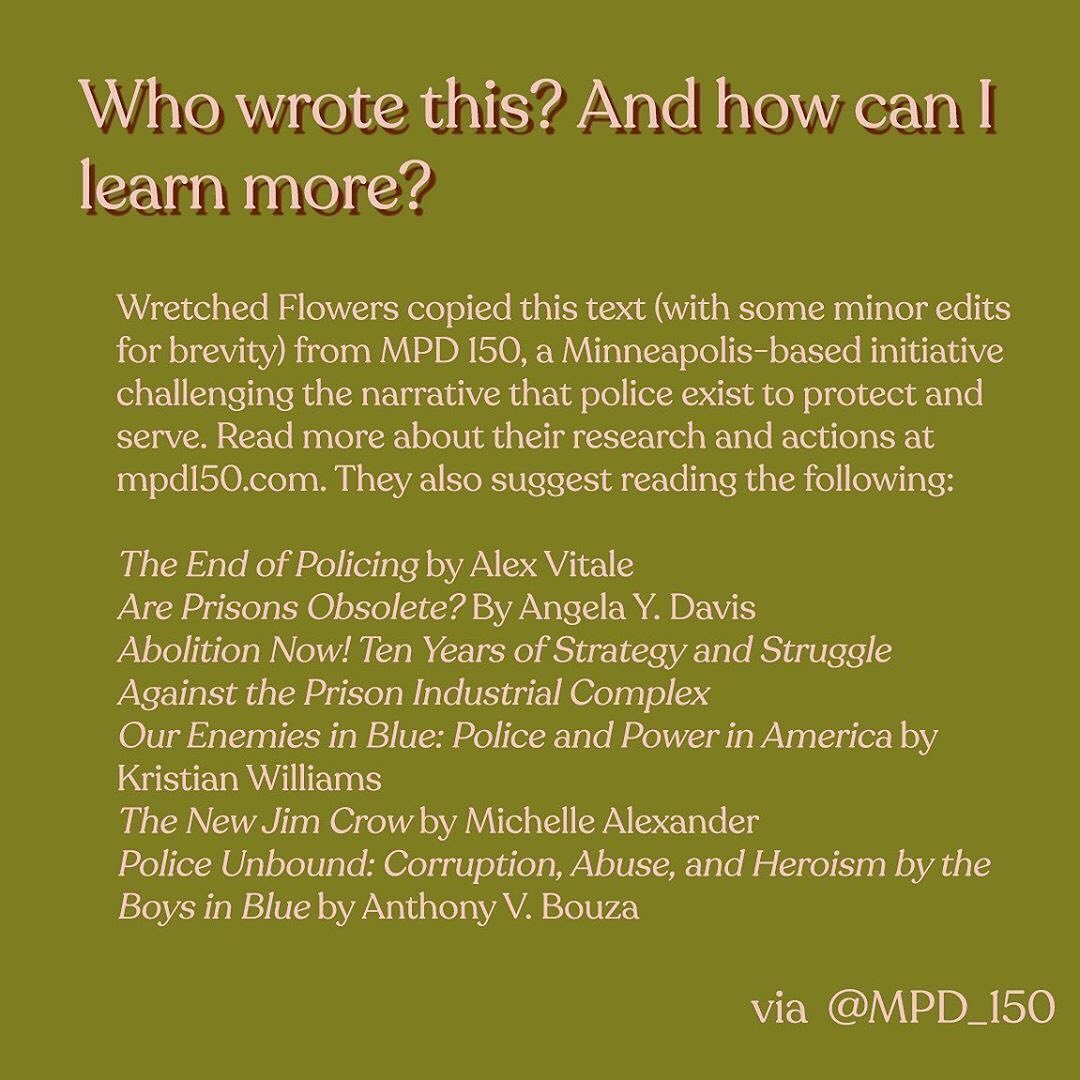 Who wrote this? And how can I
learn more?
Wretched Flowers copied this text (with some minor edits
for brevity) from MPD 150, a Minneapolis-based initiative
challenging the narrative that police exist to protect and
serve. Read more about their research and actions at
mpd150.com. They also suggest reading the following:
The End of Policing by Alex Vitale
Are Prisons Obsolete? By Angela Y. Davis
Abolition Now! Ten Years of Strategy and Struggle
Against the Prison Industrial Complex
Our Enemies in Blue: Police and Power in America by
Kristian Williams
The New Jim Crow by Michelle Alexander
Police Unbound: Corruption, Abuse, and Heroism by the
Boys in Blue by Anthony V. Bouza
via @MPD_150